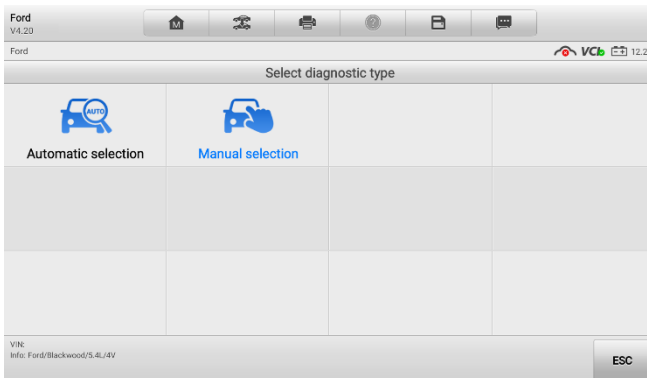 Ford
V4.20
M
?
Ford
VCI
12.2
Select diagnostic type
AUTO
Automatic selection
Manual selection
VIN:
Info: Ford/Blackwood/5.4L/4V
ESC